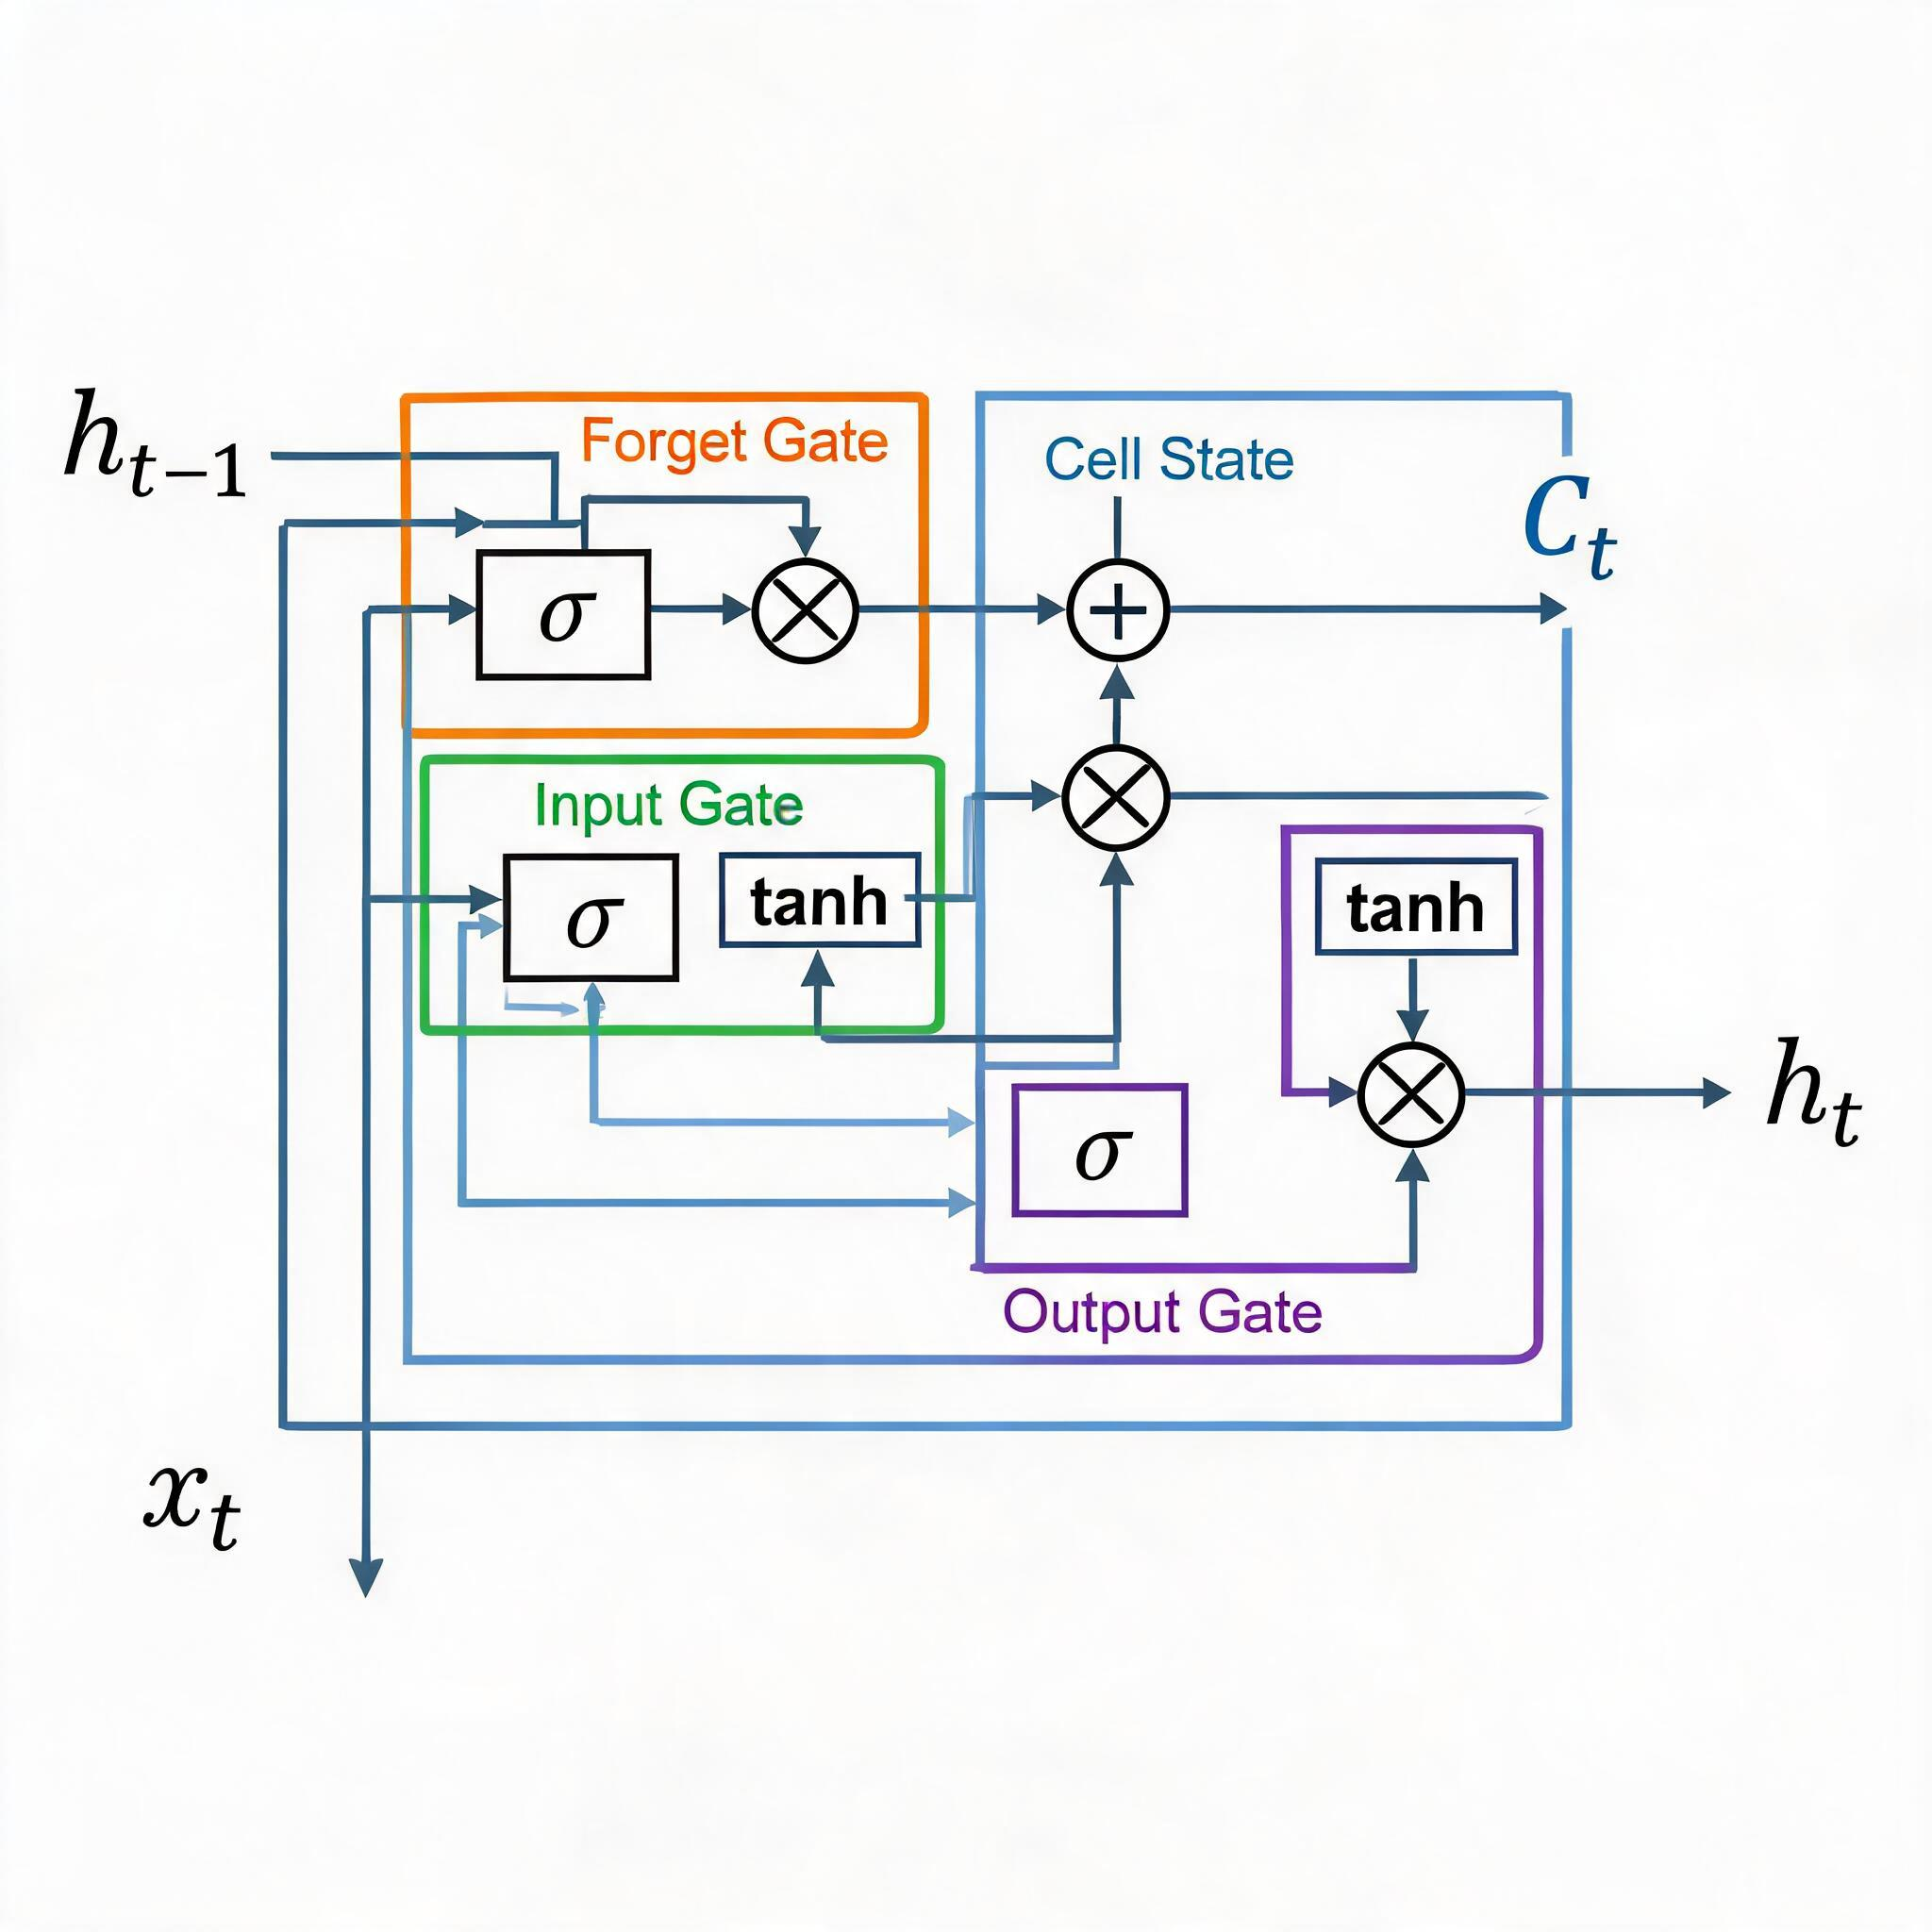 Forget Gate
h_{t-1}
Cell State
C_t
σ
×
+
Input Gate
×
σ
tanh
tanh
×
h_t
σ
Output Gate
x_t